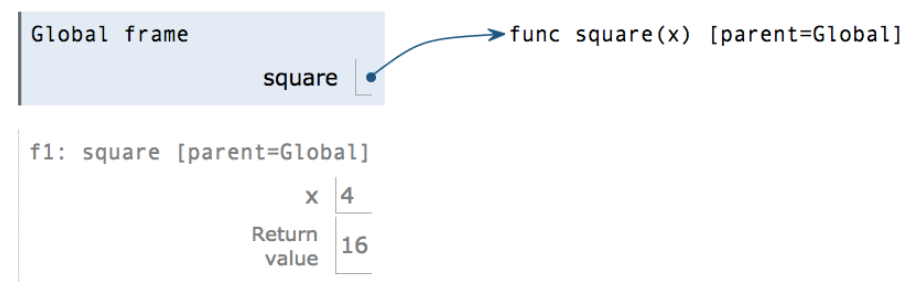 Global frame
func square(x) [parent=Global]
square
f1: square [parent=Global]
x 4
Return
value 16